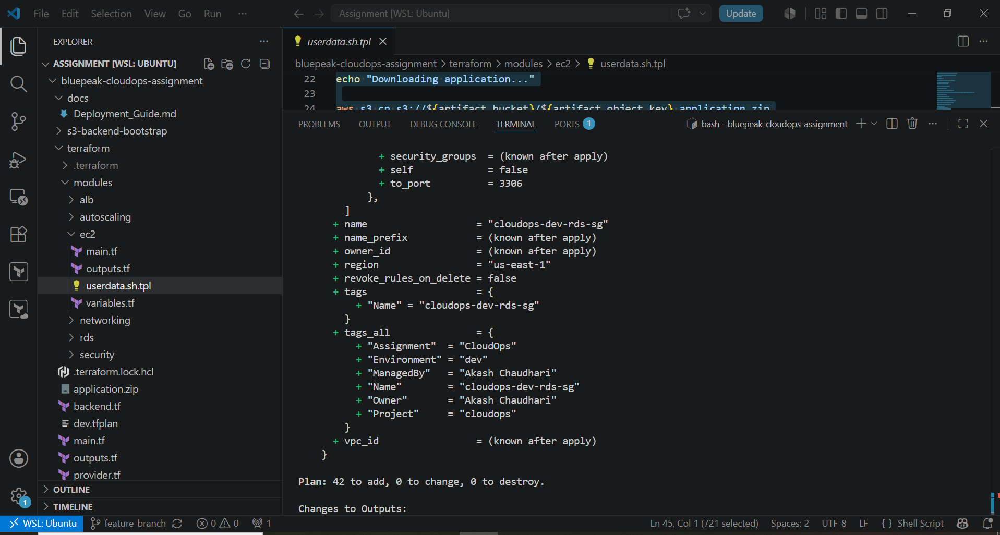 File Edit Selection View Go Run ···
Assignment [WSL: Ubuntu]
Update
EXPLORER
ASSIGNMENT [WSL: UBUNTU]
bluepeak-cloudops-assignment
docs
Deployment_Guide.md
s3-backend-bootstrap
terraform
.terraform
modules
alb
autoscaling
ec2
main.tf
outputs.tf
userdata.sh.tpl
variables.tf
networking
rds
security
.terraform.lock.hcl
application.zip
backend.tf
dev.tfplan
main.tf
outputs.tf
provider.tf
OUTLINE
TIMELINE
1
userdata.sh.tpl
bluepeak-cloudops-assignment > terraform > modules > ec2 > userdata.sh.tpl
22 echo "Downloading application..."
23
24 aws s3 cp s3://${artifact_bucket}/${artifact_object_key} application.zip
PROBLEMS OUTPUT DEBUG CONSOLE TERMINAL PORTS 1
bash - bluepeak-cloudops-assignment
+ security_groups = (known after apply)
+ self = false
+ to_port = 3306
},
]
+ name = "cloudops-dev-rds-sg"
+ name_prefix = (known after apply)
+ owner_id = (known after apply)
+ region = "us-east-1"
+ revoke_rules_on_delete = false
+ tags = {
+ "Name" = "cloudops-dev-rds-sg"
}
+ tags_all = {
+ "Assignment" = "CloudOps"
+ "Environment" = "dev"
+ "ManagedBy" = "Akash Chaudhari"
+ "Name" = "cloudops-dev-rds-sg"
+ "Owner" = "Akash Chaudhari"
+ "Project" = "cloudops"
}
+ vpc_id = (known after apply)
}
Plan: 42 to add, 0 to change, 0 to destroy.
Changes to Outputs:
WSL: Ubuntu feature-branch 0 0 1
Ln 45, Col 1 (721 selected) Spaces: 2 UTF-8 LF { } Shell Script